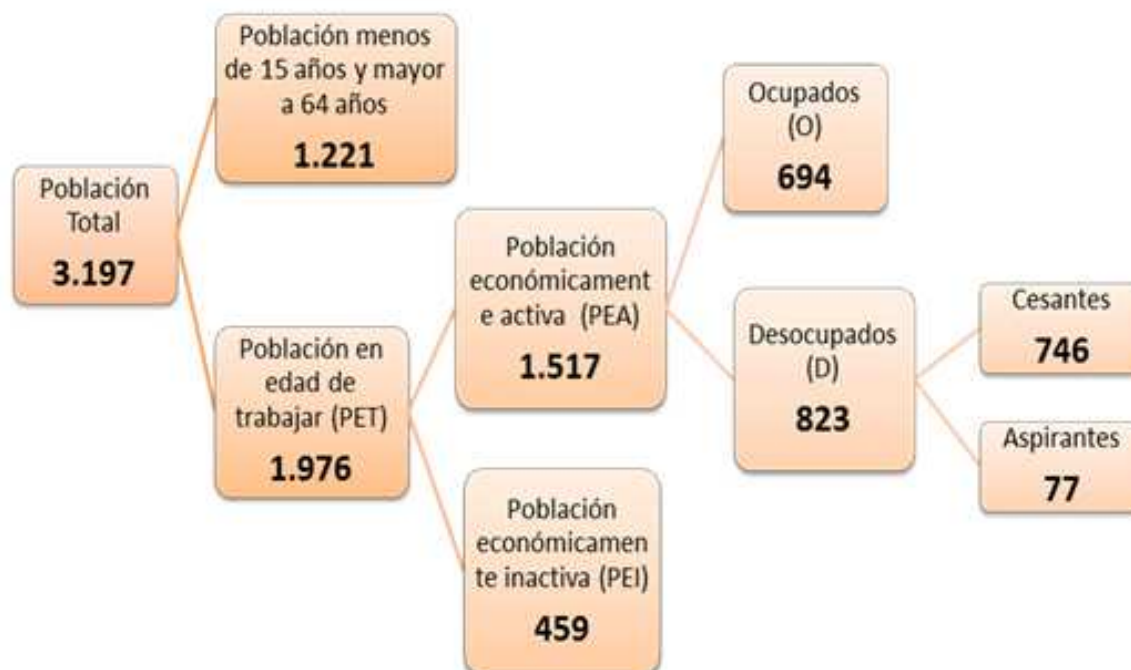 Población
Total
3.197
Población menos
de 15 años y mayor
a 64 años
1.221
Población en
edad de
trabajar (PET)
1.976
Población
económicament
e activa (PEA)
1.517
Población
económicamen
te inactiva (PEI)
459
Ocupados
(O)
694
Desocupados
(D)
823
Cesantes
746
Aspirantes
77